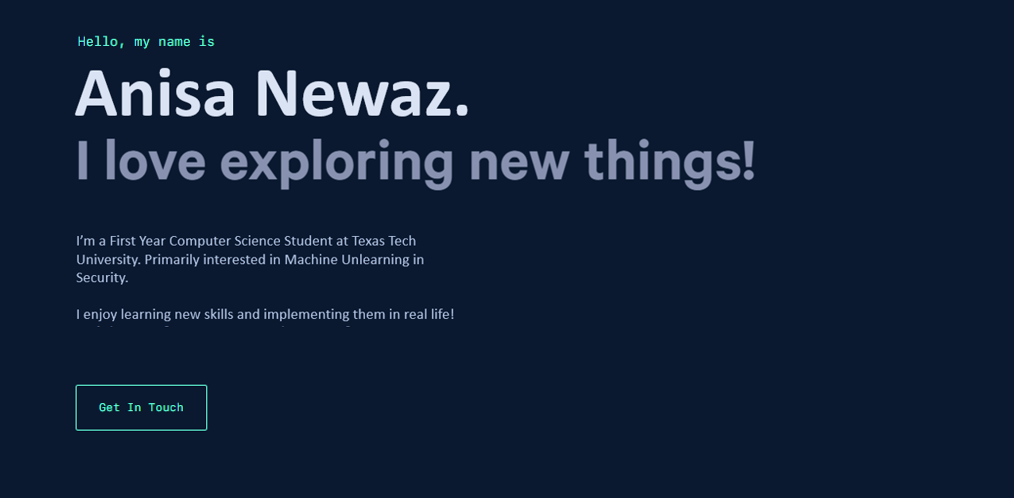 Hello, my name is
Anisa Newaz.
I love exploring new things!
I'm a First Year Computer Science Student at Texas Tech
University. Primarily interested in Machine Unlearning in
Security.
I enjoy learning new skills and implementing them in real life!
Get In Touch